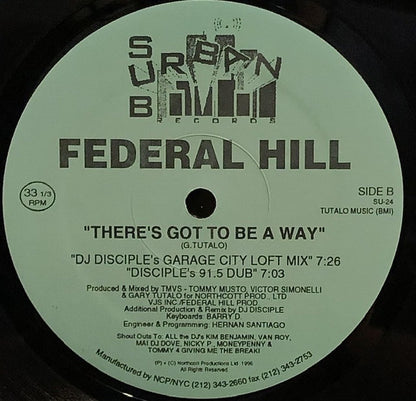 SUB URBAN
RECORDS
FEDERAL HILL
33 1/3
RPM
SIDE B
SU-24
TUTALO MUSIC (BMI)
"THERE'S GOT TO BE A WAY"
(G.TUTALO)
"DJ DISCIPLE's GARAGE CITY LOFT MIX" 7:26
"DISCIPLE's 91.5 DUB" 7:03
Produced & Mixed by TMVS - TOMMY MUSTO, VICTOR SIMONELLI
& GARY TUTALO for NORTHCOTT PROD., LTD
VJS INC./FEDERAL HILL PROD.
Additional Production & Remix by DJ DISCIPLE
Keyboards: BARRY D.
Engineer & Programming: HERNAN SANTIAGO
Shout Outs To: ALL the DJ's KIM BENJAMIN, VAN ROY,
MAI DJ DOVE, NICKY P., MONEYPENNY &
TOMMY 4 GIVING ME THE BREAK!
(P) + (C) Northcott Productions Ltd 1996
All Rights Reserved
Manufactured by NCP/NYC (212) 343-2660 fax (212) 343-2753